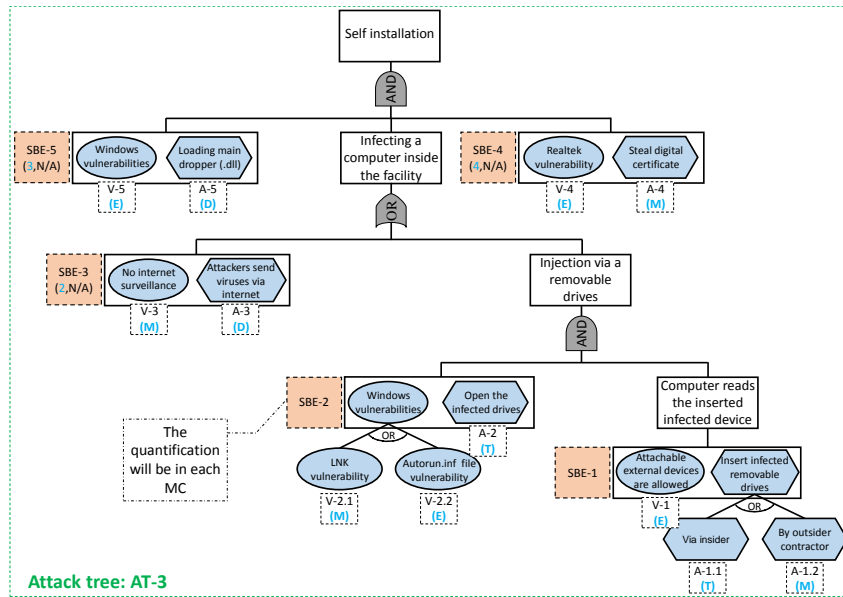 Self installation
AND
SBE-5
(3,N/A)
Windows
vulnerabilities
Loading main
dropper (.dll)
V-5
(E)
A-5
(D)
Infecting a
computer inside
the facility
SBE-4
(4,N/A)
Realtek
vulnerability
Steal digital
certificate
V-4
(E)
A-4
(M)
OR
SBE-3
(2,N/A)
No internet
surveillance
Attackers send
viruses via
internet
V-3
(M)
A-3
(D)
Injection via a
removable
drives
AND
SBE-2
Windows
vulnerabilities
Open the
infected drives
A-2
(T)
OR
LNK
vulnerability
Autorun.inf file
vulnerability
V-2.1
(M)
V-2.2
(E)
The
quantification
will be in each
MC
Computer reads
the inserted
infected device
SBE-1
Attachable
external devices
are allowed
Insert infected
removable
drives
V-1
(E)
OR
Via insider
By outsider
contractor
A-1.1
(T)
A-1.2
(M)
Attack tree: AT-3